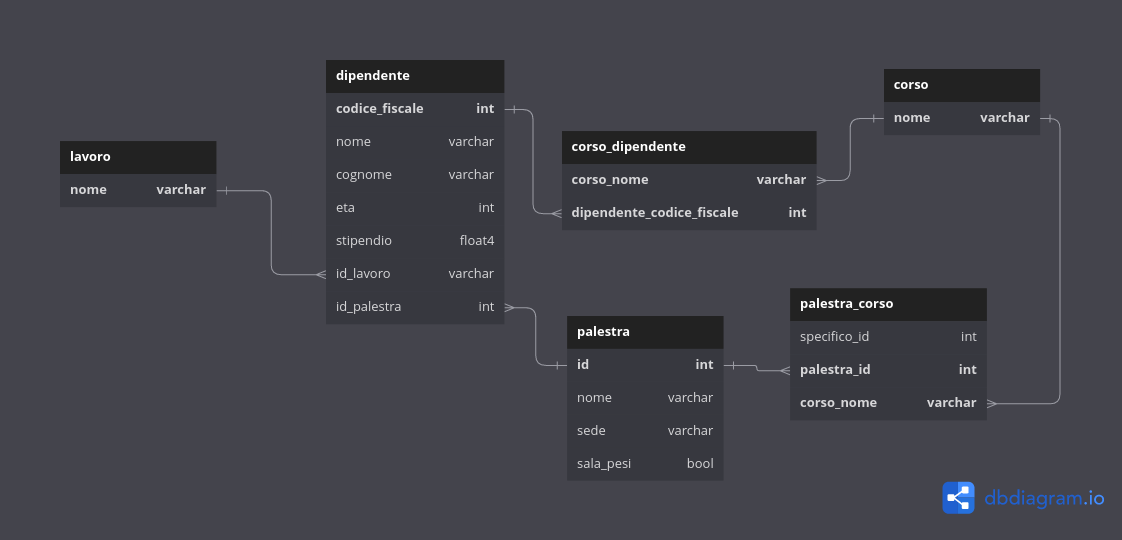 lavoro
nome varchar
dipendente
codice_fiscale int
nome varchar
cognome varchar
eta int
stipendio float4
id_lavoro varchar
id_palestra int
corso_dipendente
corso_nome varchar
dipendente_codice_fiscale int
corso
nome varchar
palestra
id int
nome varchar
sede varchar
sala_pesi bool
palestra_corso
specifico_id int
palestra_id int
corso_nome varchar
dbdiagram.io